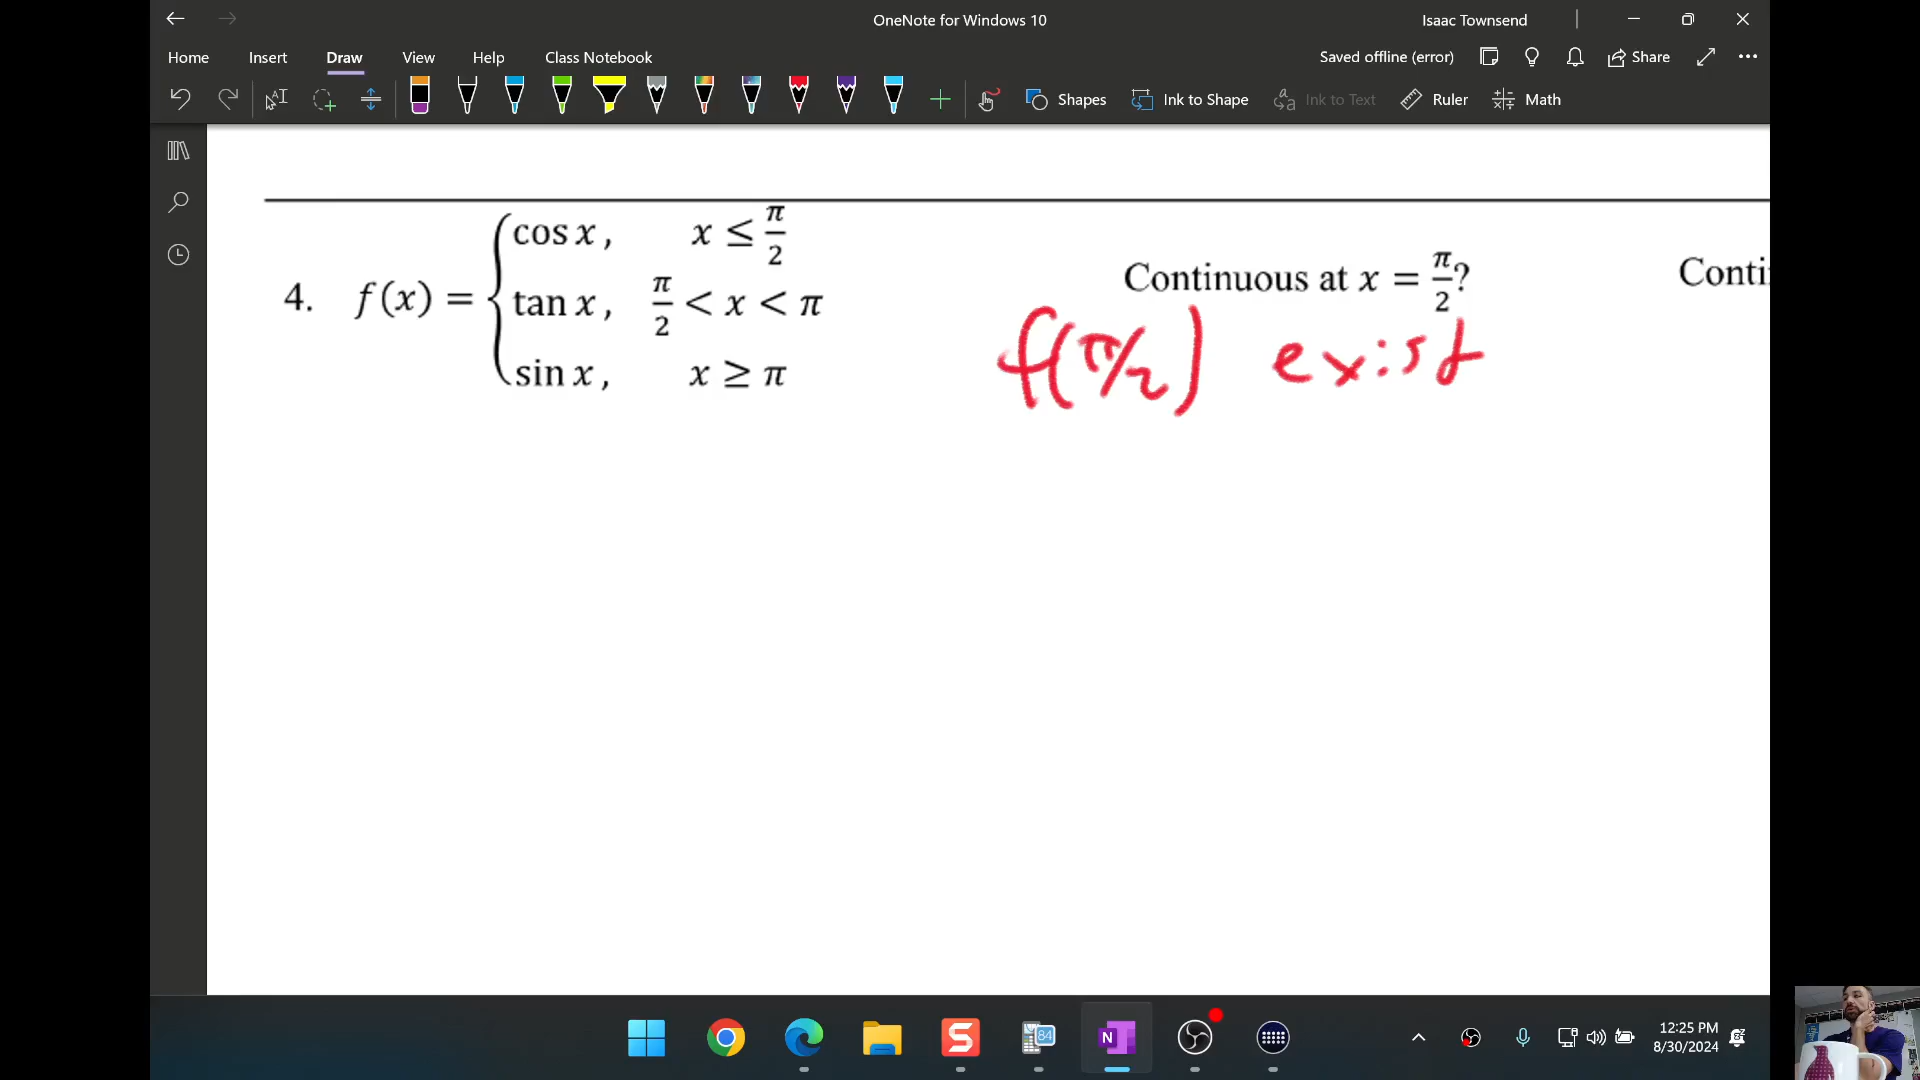 OneNote for Windows 10
Isaac Townsend
Home Insert Draw View Help Class Notebook
Saved offline (error) Share
Shapes Ink to Shape Ink to Text Ruler Math
4. f(x) = { cos x , x ≤ π/2
tan x , π/2 < x < π
sin x , x ≥ π
Continuous at x = π/2?
Conti
f(π/2) exist
84
N
S
12:25 PM
8/30/2024